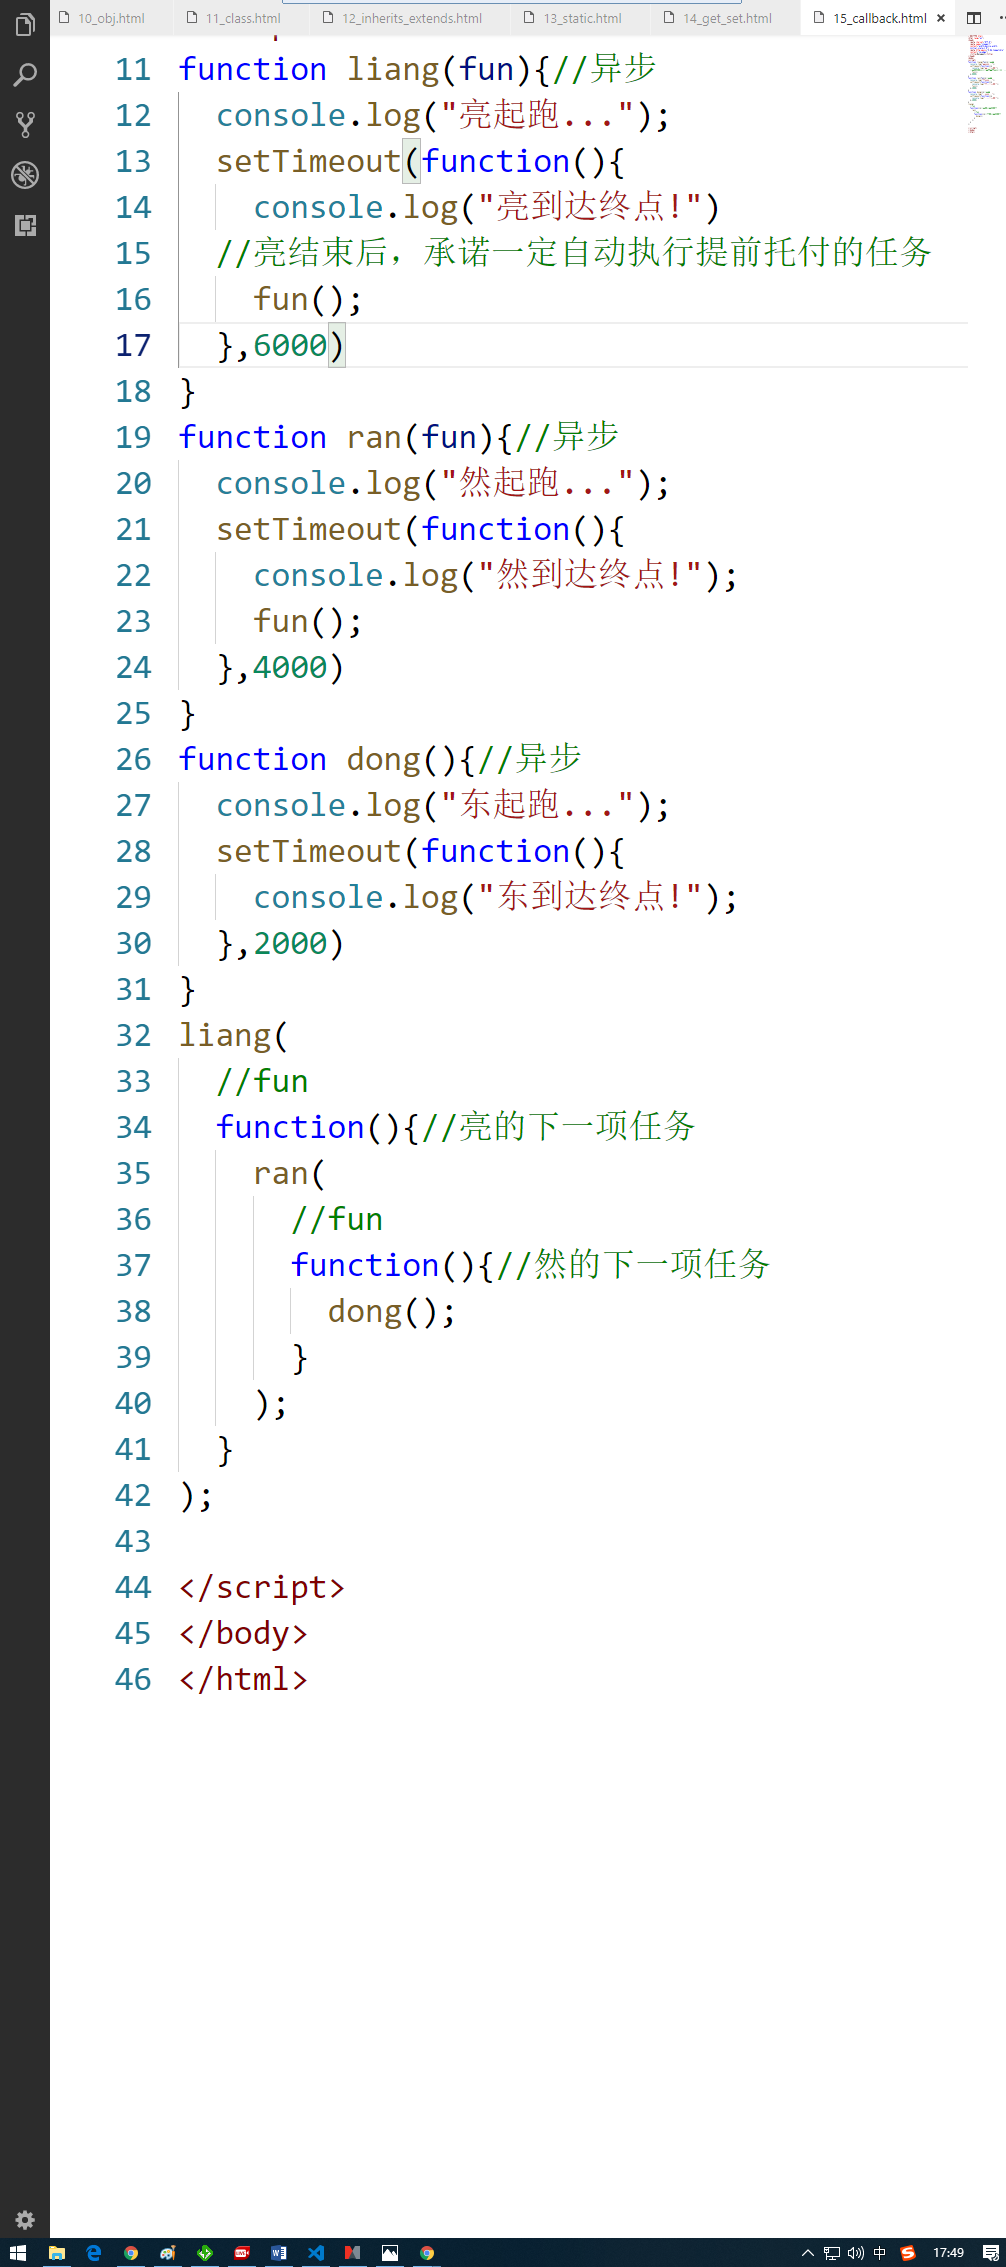 10_obj.html 11_class.html 12_inherits_extends.html 13_static.html 14_get_set.html 15_callback.html
11 function liang(fun){//异步
12 console.log("亮起跑...");
13 setTimeout(function(){
14 console.log("亮到达终点!")
15 //亮结束后，承诺一定自动执行提前托付的任务
16 fun();
17 },6000)
18 }
19 function ran(fun){//异步
20 console.log("然起跑...");
21 setTimeout(function(){
22 console.log("然到达终点!");
23 fun();
24 },4000)
25 }
26 function dong(){//异步
27 console.log("东起跑...");
28 setTimeout(function(){
29 console.log("东到达终点!");
30 },2000)
31 }
32 liang(
33 //fun
34 function(){//亮的下一项任务
35 ran(
36 //fun
37 function(){//然的下一项任务
38 dong();
39 }
40 );
41 }
42 );
43
44 </script>
45 </body>
46 </html>
中 17:49